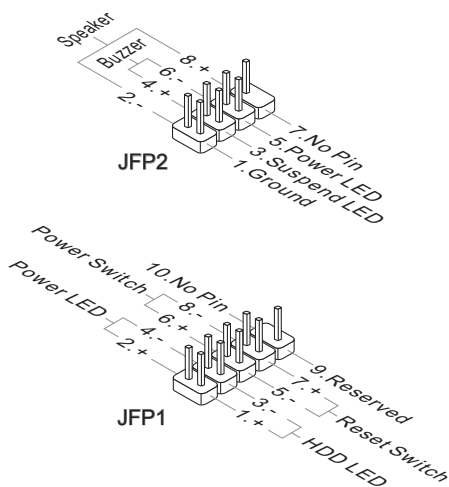 Speaker
Buzzer
8.+
6.-
4.+
2.-
7.No Pin
5.Power LED
3.Suspend LED
1.Ground
JFP2
Power Switch
Power LED
10.No Pin
8.-
6.+
4.-
2.+
9.Reserved
7.+
5.-
3.-
1.+
Reset Switch
HDD LED
JFP1